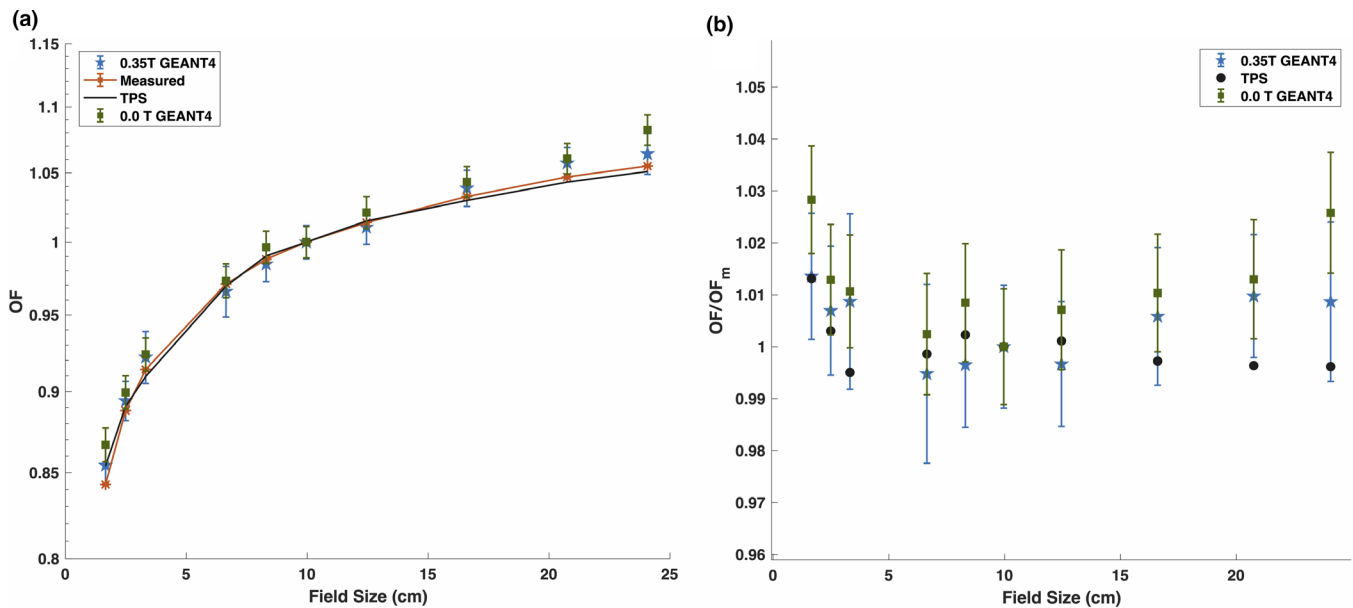 (a)
1.15
1.1
1.05
1
0.95
0.9
0.85
0.8
OF
0.35T GEANT4
Measured
TPS
0.0 T GEANT4
0 5 10 15 20 25
Field Size (cm)
(b)
1.05
1.04
1.03
1.02
1.01
1
0.99
0.98
0.97
0.96
OF/OFm
0.35T GEANT4
TPS
0.0 T GEANT4
0 5 10 15 20
Field Size (cm)